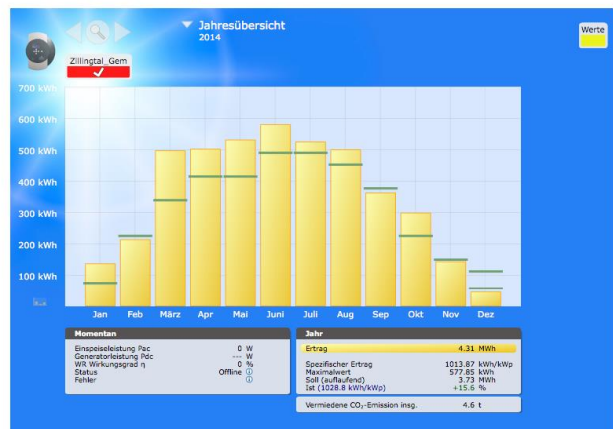 Jahresübersicht
2014
Werte
Zillingtal_Gem
700 kWh
600 kWh
500 kWh
400 kWh
300 kWh
200 kWh
100 kWh
Jan Feb März Apr Mai Juni Juli Aug Sep Okt Nov Dez
Momentan
Einspeiseleistung Pac 0 W
Generatorleistung Pdc --- W
WR Wirkungsgrad η 0 %
Status Offline
Fehler
Jahr
Ertrag 4.31 MWh
Spezifischer Ertrag 1013.87 kWh/kWp
Maximalwert 577.85 kWh
Soll (auflaufend) 3.73 MWh
Ist (1028.8 kWh/kWp) +15.6 %
Vermiedene CO₂-Emission insg. 4.6 t